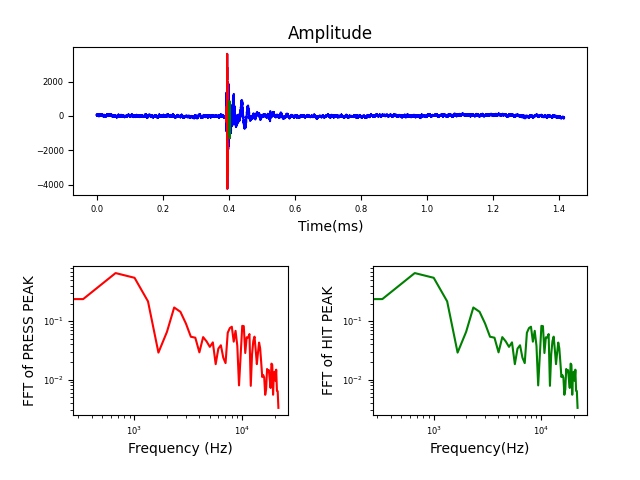 Amplitude
2000
0
−2000
−4000
0.0 0.2 0.4 0.6 0.8 1.0 1.2 1.4
Time(ms)
FFT of PRESS PEAK
10⁻¹
10⁻²
10³ 10⁴
Frequency (Hz)
FFT of HIT PEAK
10⁻¹
10⁻²
10³ 10⁴
Frequency(Hz)